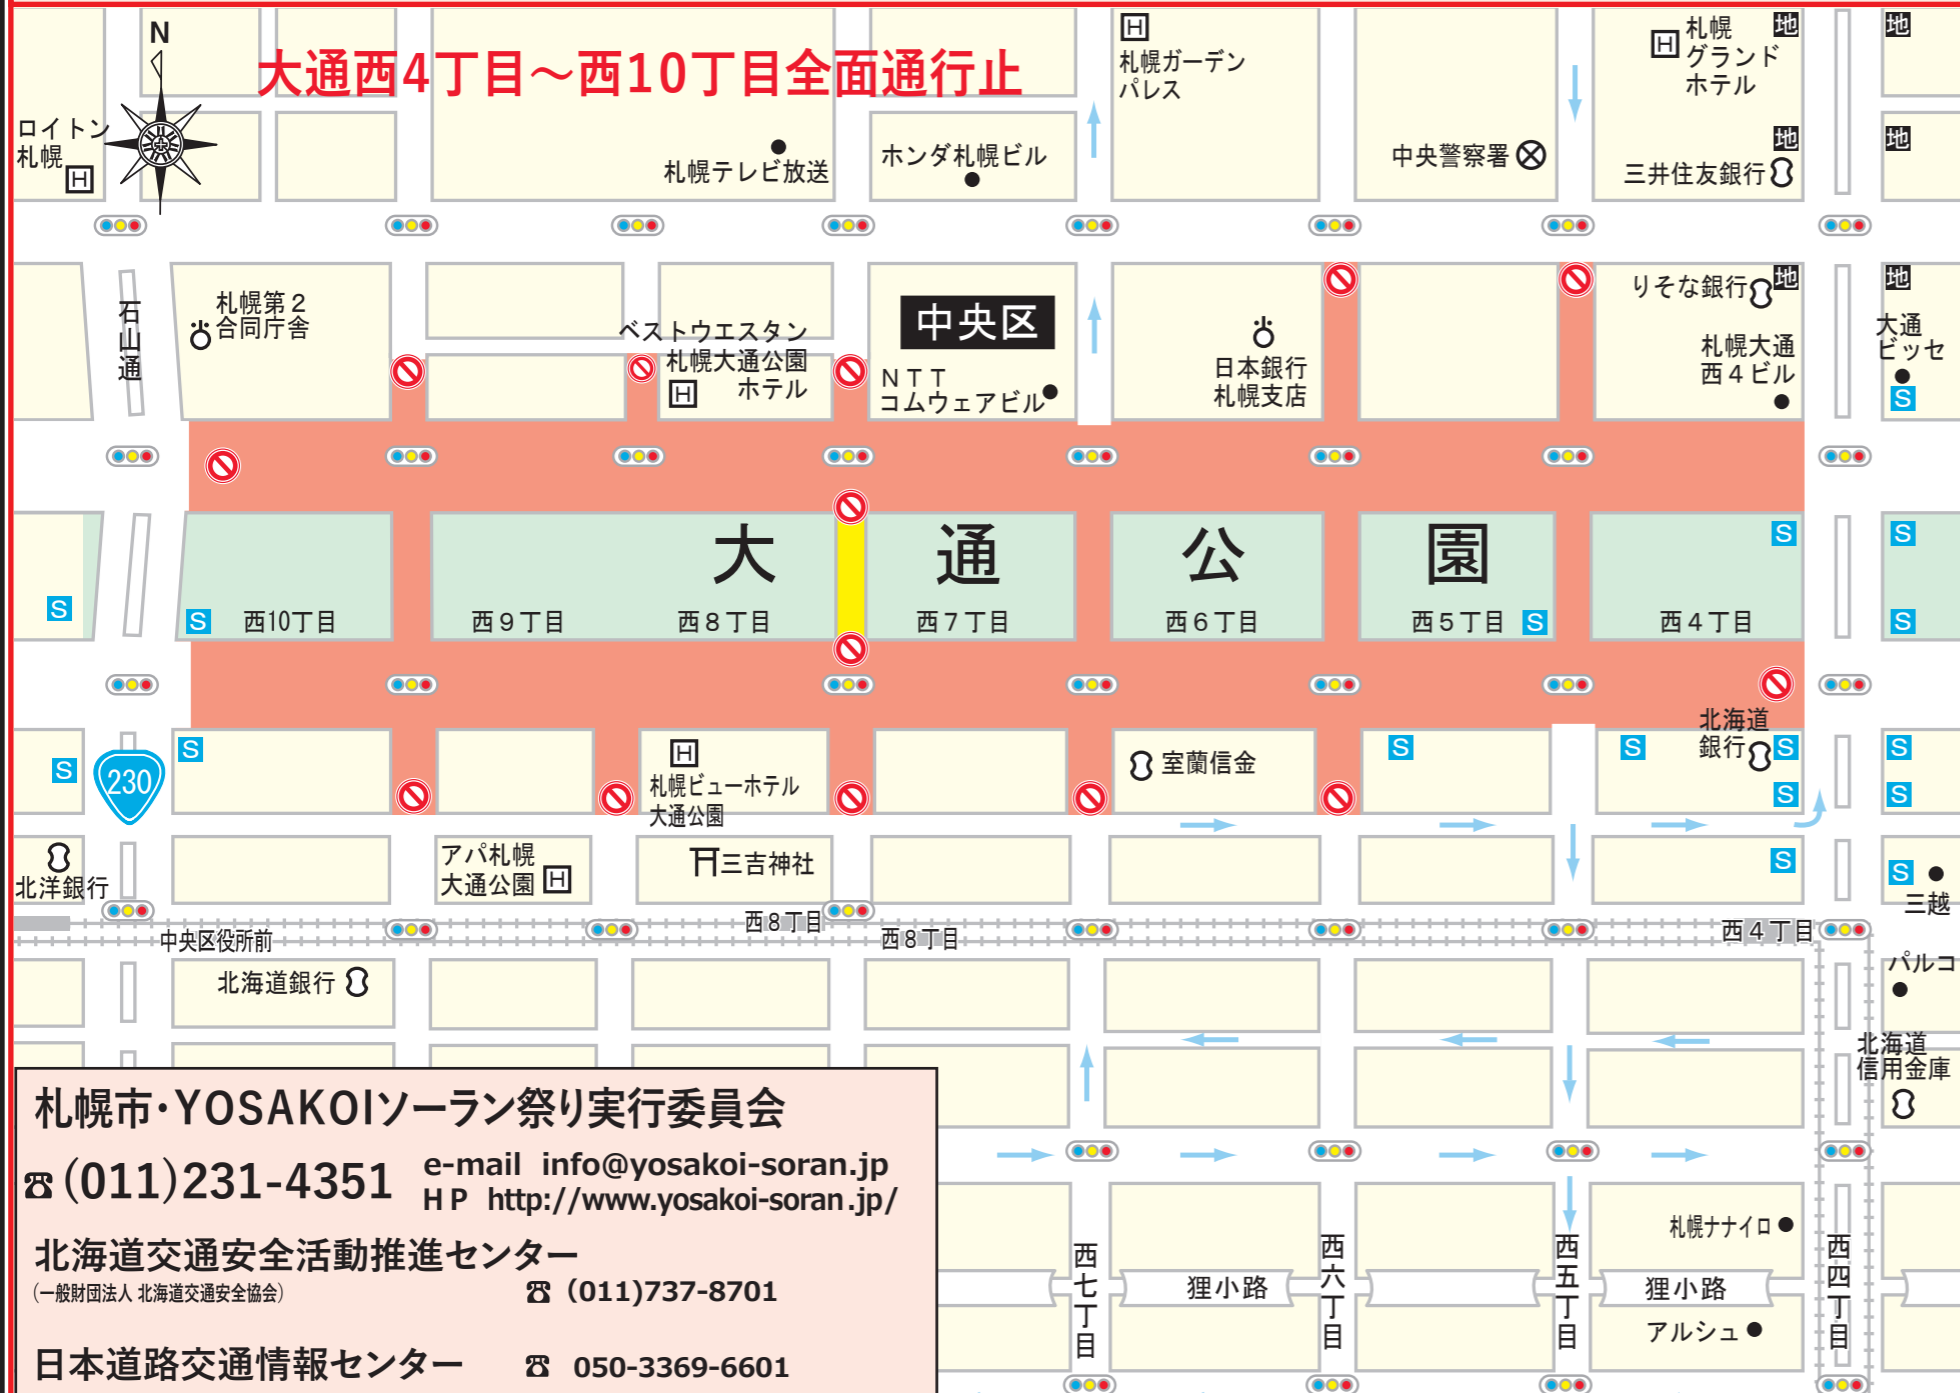 N
大通西4丁目～西10丁目全面通行止
H
札幌ガーデン
パレス
H
札幌
グランド
ホテル
地
地
ロイトン
札幌
H
札幌テレビ放送
ホンダ札幌ビル
中央警察署
地
地
三井住友銀行
石山通
札幌第２
合同庁舎
ベストウエスタン
札幌大通公園
ホテル
H
中央区
ＮＴＴ
コムウェアビル
日本銀行
札幌支店
りそな銀行
地
地
札幌大通
西４ビル
大通
ビッセ
S
大通公園
S
S
S
S
西10丁目
西９丁目
西８丁目
西７丁目
西６丁目
西５丁目
S
西４丁目
S
230
S
S
H
札幌ビューホテル
大通公園
室蘭信金
S
S
北海道
銀行
S
S
S
S
北洋銀行
アパ札幌
大通公園
H
三吉神社
S
S
三越
中央区役所前
西８丁目
西８丁目
西４丁目
北海道銀行
パルコ
北海道
信用金庫
札幌市・YOSAKOIソーラン祭り実行委員会
☎(011)231-4351
e-mail info@yosakoi-soran.jp
HP http://www.yosakoi-soran.jp/
北海道交通安全活動推進センター
（一般財団法人 北海道交通安全協会）
☎ (011)737-8701
日本道路交通情報センター ☎ 050-3369-6601
西七丁目
西六丁目
西五丁目
西四丁目
札幌ナナイロ
狸小路
狸小路
アルシュ